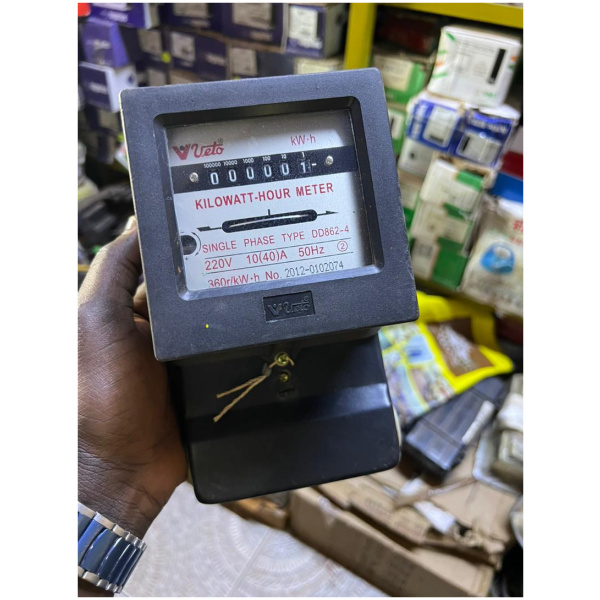 Veto
kW·h
100000 10000 1000 100 10 1
0 0 0 0 0 1
KILOWATT-HOUR METER
SINGLE PHASE TYPE DD862-4
220V 10(40)A 50Hz 2
360r/kW·h No. 2012-0102074
Veto